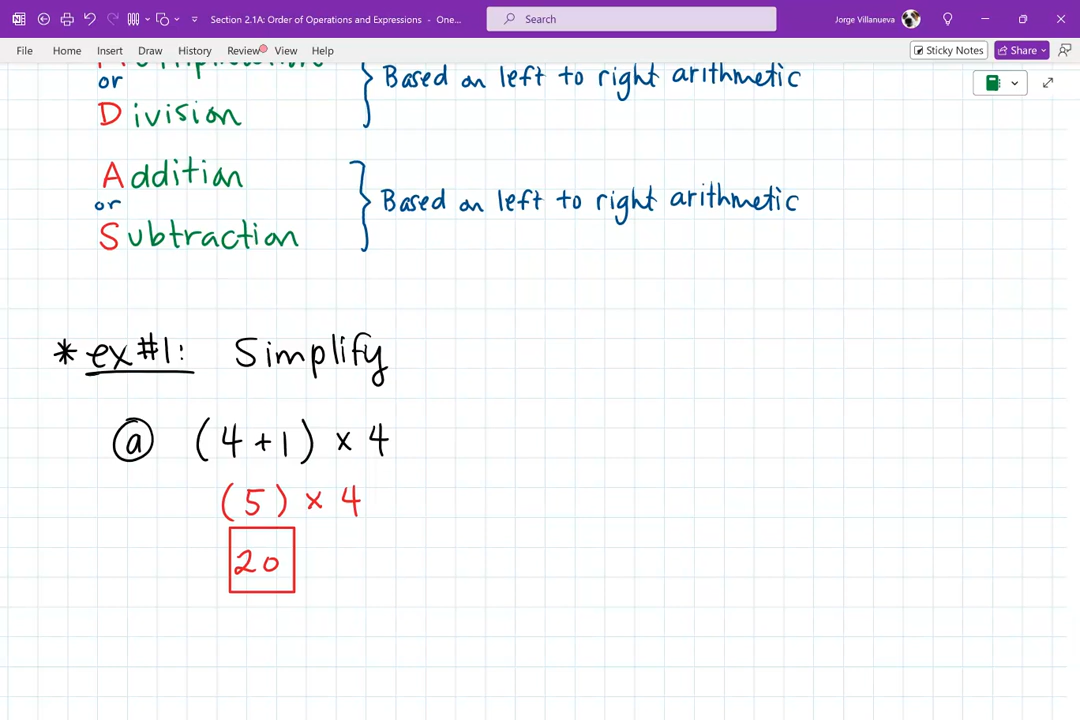 Section 2.1A: Order of Operations and Expressions - One...
Search
Jorge Villanueva
File Home Insert Draw History Review View Help
Sticky Notes
Share
or
Based on left to right arithmetic
Division
Addition
or
Based on left to right arithmetic
Subtraction
* ex #1: Simplify
a (4+1) × 4
(5) × 4
20